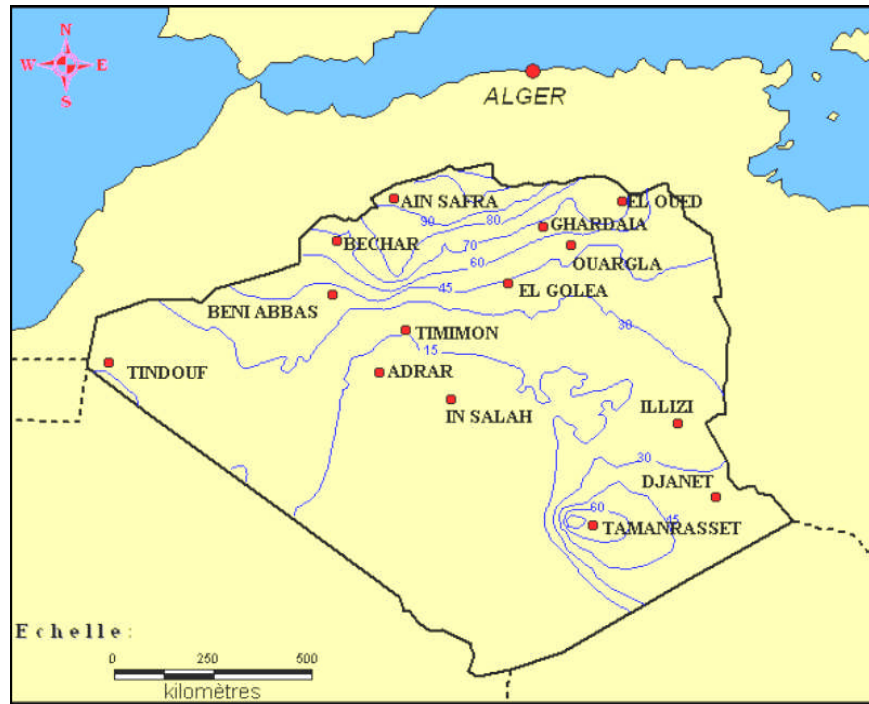 N
W E
S
ALGER
AIN SAFRA
EL OUED
90
80
GHARDAIA
BECHAR
70
60
OUARGLA
45
EL GOLEA
BENI ABBAS
30
TIMIMON
15
TINDOUF
ADRAR
IN SALAH
ILLIZI
30
DJANET
60
45
TAMANRASSET
Echelle:
0 250 500
kilomètres